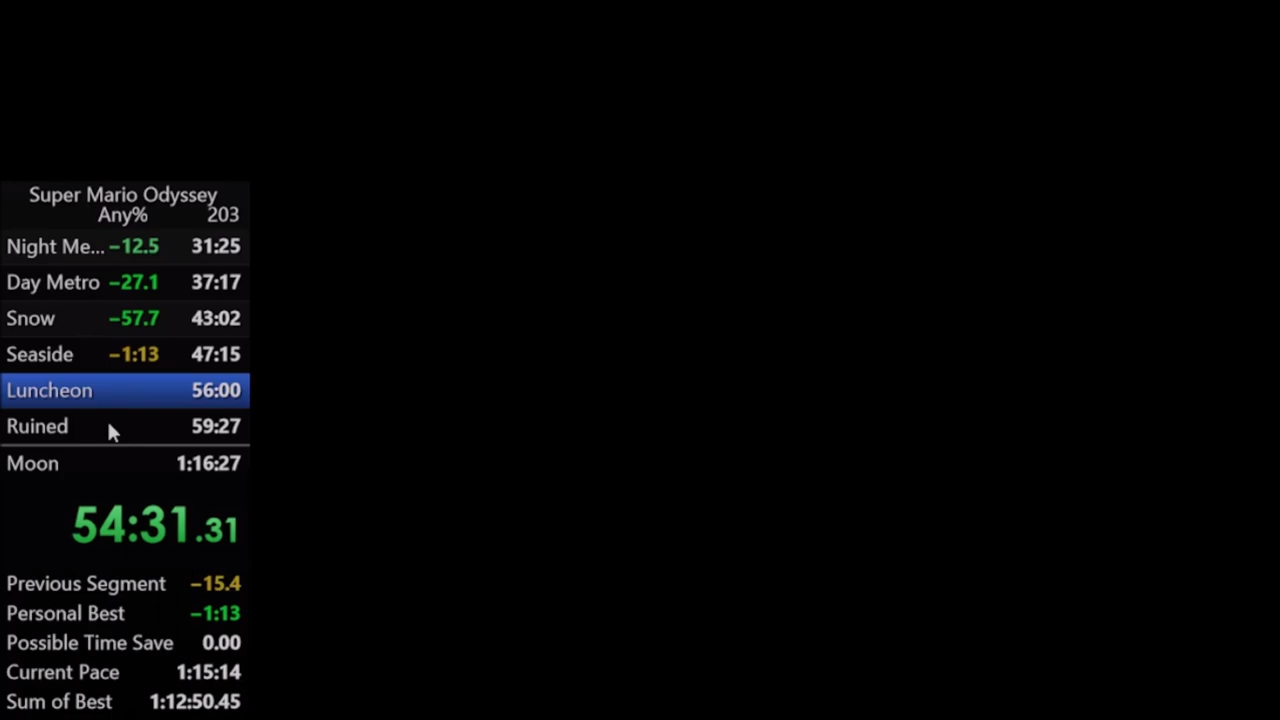 Super Mario Odyssey
Any% 203
Night Me... −12.5 31:25
Day Metro −27.1 37:17
Snow −57.7 43:02
Seaside −1:13 47:15
Luncheon 56:00
Ruined 59:27
Moon 1:16:27
54:31.31
Previous Segment −15.4
Personal Best −1:13
Possible Time Save 0.00
Current Pace 1:15:14
Sum of Best 1:12:50.45